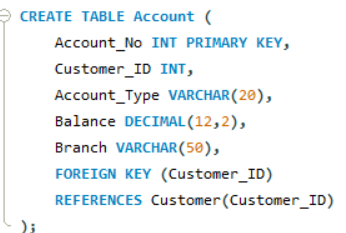 CREATE TABLE Account (
    Account_No INT PRIMARY KEY,
    Customer_ID INT,
    Account_Type VARCHAR(20),
    Balance DECIMAL(12,2),
    Branch VARCHAR(50),
    FOREIGN KEY (Customer_ID)
    REFERENCES Customer(Customer_ID)
);